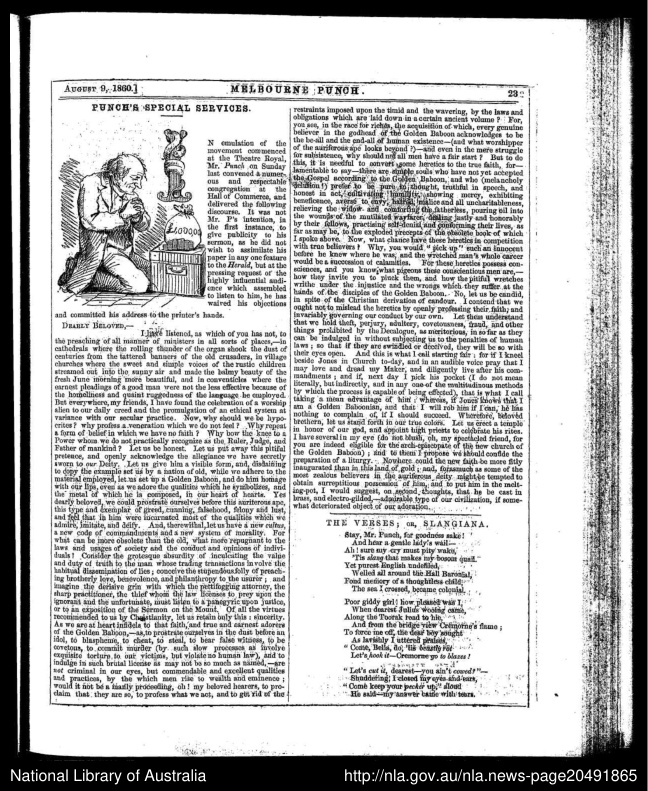 AUGUST 9, 1860.]
MELBOURNE PUNCH.
23
PUNCH'S SPECIAL SERVICES.
N emulation of the
movement commenced
at the Theatre Royal,
Mr. Punch on Sunday
last convened a numer-
ous and respectable
congregation at the
Hall of Commerce, and
delivered the following
discourse. It was not
Mr. P's intention, in
the first instance, to
give publicity to his
sermon, as he did not
wish to assimilate his
paper in any one feature
to the Herald, but at the
pressing request of the
highly influential audi-
ence which assembled
to listen to him, he has
waived his objections
and committed his address to the printer's hands.
DEARLY BELOVED,—
I have listened, as which of you has not, to
the preaching of all manner of ministers in all sorts of places,—in
cathedrals where the rolling thunder of the organ shook the dust of
centuries from the tattered banners of the old crusaders, in village
churches where the sweet and simple voices of the rustic children
streamed out into the sunny air and made the balmy beauty of the
fresh June morning more beautiful, and in conventicles where the
earnest pleadings of a good man were not the less effective because of
the homeliness and quaint ruggedness of the language he employed.
But everywhere, my friends, I have found the celebration of a worship
alien to our daily creed and the promulgation of an ethical system at
variance with our secular practice. Now, why should we be hypo-
crites? why profess a veneration which we do not feel? Why repeat
a form of belief in which we have no faith? Why bow the knee to a
Power whom we do not practically recognize as the Ruler, Judge, and
Father of mankind? Let us be honest. Let us put away this pitiful
pretence, and openly acknowledge the allegiance we have secretly
sworn to our Deity. Let us give him a visible form, and, disdaining
to copy the example set us by a nation of old, while we adhere to the
material employed, let us set up a Golden Baboon, and do him homage
with our lips, even as we adore the qualities which he symbolizes, and
the metal of which he is composed, in our heart of hearts. Yes
dearly beloved, we could prostrate ourselves before this auriferous ape,
this type and exemplar of greed, cunning, falsehood, felony and lust,
and feel that in him were incarnated most of the qualities which we
admire, imitate, and deify. And, therewithal, let us have a new cultus,
a new code of commandments and a new system of morality. For
what can be more obsolete than the old, what more repugnant to the
laws and usages of society and the conduct and opinions of indivi-
duals! Consider the grotesque absurdity of inculcating the value
and duty of truth to the man whose trading transactions involve the
habitual dissemination of lies; conceive the stupendous folly of preach-
ing brotherly love, benevolence, and philanthropy to the usurer; and
imagine the derisive grin with which the pettifogging attorney, the
sharp practitioner, the thief whom the law licenses to prey upon the
ignorant and the unfortunate, must listen to a panegyric upon justice,
or to an exposition of the Sermon on the Mount. Of all the virtues
recommended to us by Christianity, let us retain only this: sincerity.
As we are at heart infidels to that faith, and true and earnest adorers
of the Golden Baboon,—as, to prostrate ourselves in the dust before an
idol, to blaspheme, to cheat, to steal, to bear false witness, to be
covetous, to commit murder (by such slow processes as involve
exquisite torture to our victims, but violate no human law), and to
indulge in such brutal license as may not be so much as named,—are
not criminal in our eyes, but commendable and excellent qualities
and practices, by which the men rise to wealth and eminence;
would it not be a manly proceeding, oh! my beloved hearers, to pro-
claim that they are so, to profess what we act, and to get rid of the
restraints imposed upon the timid and the wavering, by the laws and
obligations which are laid down in a certain ancient volume? For,
you see, in the race for riches, the acquisition of which, every genuine
believer in the godhead of the Golden Baboon acknowledges to be
the be-all and the end-all of human existence—(and what worshipper
of the auriferous ape looks beyond?)—and even in the mere struggle
for subsistence, why should not all men have a fair start? But to do
this, it is needful to convert some heretics to the true faith, for—
lamentable to say—there are simple souls who have not yet accepted
the Gospel according to the Golden Baboon, and who (melancholy
delusion!) prefer to be pure in thought, truthful in speech, and
honest in act, cultivating humility, showing mercy, exhibiting
beneficence, averse to envy, hatred, malice and all uncharitableness,
relieving the widow and comforting the fatherless, pouring oil into
the wounds of the mutilated wayfarer, dealing justly and honorably
by their fellows, practising self-denial, and conforming their lives, as
far as may be, to the exploded precepts of the obsolete book of which
I spoke above. Now, what chance have these heretics in competition
with true believers? Why, you would "pick up" such an innocent
before he knew where he was; and the wretched man's whole career
would be a succession of calamities. For these heretics possess con-
sciences, and you know what pigeons these conscientious men are,—
how they invite you to pluck them, and how the pitiful wretches
writhe under the injustice and the wrongs which they suffer at the
hands of the disciples of the Golden Baboon. No, let us be candid,
in spite of the Christian derivation of candour. I contend that we
ought not to mislead the heretics by openly professing their faith, and
invariably governing our conduct by our own. Let them understand
that we hold theft, perjury, adultery, covetousness, fraud, and other
things prohibited by the Decalogue, as meritorious, in so far as they
can be indulged in without subjecting us to the penalties of human
laws; so that if they are swindled or deceived, they will be so with
their eyes open. And this is what I call starting fair; for if I kneel
beside Jones in Church to-day, and in an audible voice pray that I
may love and dread my Maker, and diligently live after his com-
mandments; and if, next day I pick his pocket (I do not mean
literally, but indirectly, and in any one of the multitudinous methods
by which the process is capable of being effected), that is what I call
taking a mean advantage of him; whereas, if Jones knows that I
am a Golden Baboonian, and that I will rob him if I can, he has
nothing to complain of, if I should succeed. Wherefore, beloved
brethren, let us stand forth in our true colors. Let us erect a temple
in honor of our god, and appoint high priests to celebrate his rites.
I have several in my eye (do not blush, oh, my spectacled friend, for
you are indeed eligible for the arch-episcopate of the new church of
the Golden Baboon); and to them I propose we should confide the
preparation of a liturgy. Nowhere could the new faith be more fitly
inaugurated than in this land of gold; and, forasmuch as some of the
most zealous believers in the auriferous deity might be tempted to
obtain surreptitious possession of him, and to put him in the melt-
ing-pot, I would suggest, on second thoughts, that he be cast in
brass, and electro-gilded,—admirable type of our civilization, if some-
what deteriorated object of our adoration.
THE VERSES; OR, SLANGIANA.
Stay, Mr. Punch, for goodness sake!
And hear a gentle lady's wail—
Ah! sure my cry must pity wake,
'Tis slang that makes my bosom quail.
Yet purest English undefiled,
Welled all around the Hall Baronial,
Fond memory of a thoughtless child,
The sea I crossed, became colonial.
Poor giddy girl! how pleased was I,
When dearest Julius wooing came,
Along the Toorak road to hie,
And from the bridge view Cremorne's flame;
To force me off, the dear boy sought
As lavishly I uttered praises,
"Come, Bella, do, 'tis beastly rot
Let's hook it—Cremorne go to blazes!
"Let's cut it, dearest—you ain't cowed?"—
Shuddering, I closed my eyes and ears,
"Come keep your pecker up," aloud
He said—my answer came with tears.
National Library of Australia
http://nla.gov.au/nla.news-page20491865